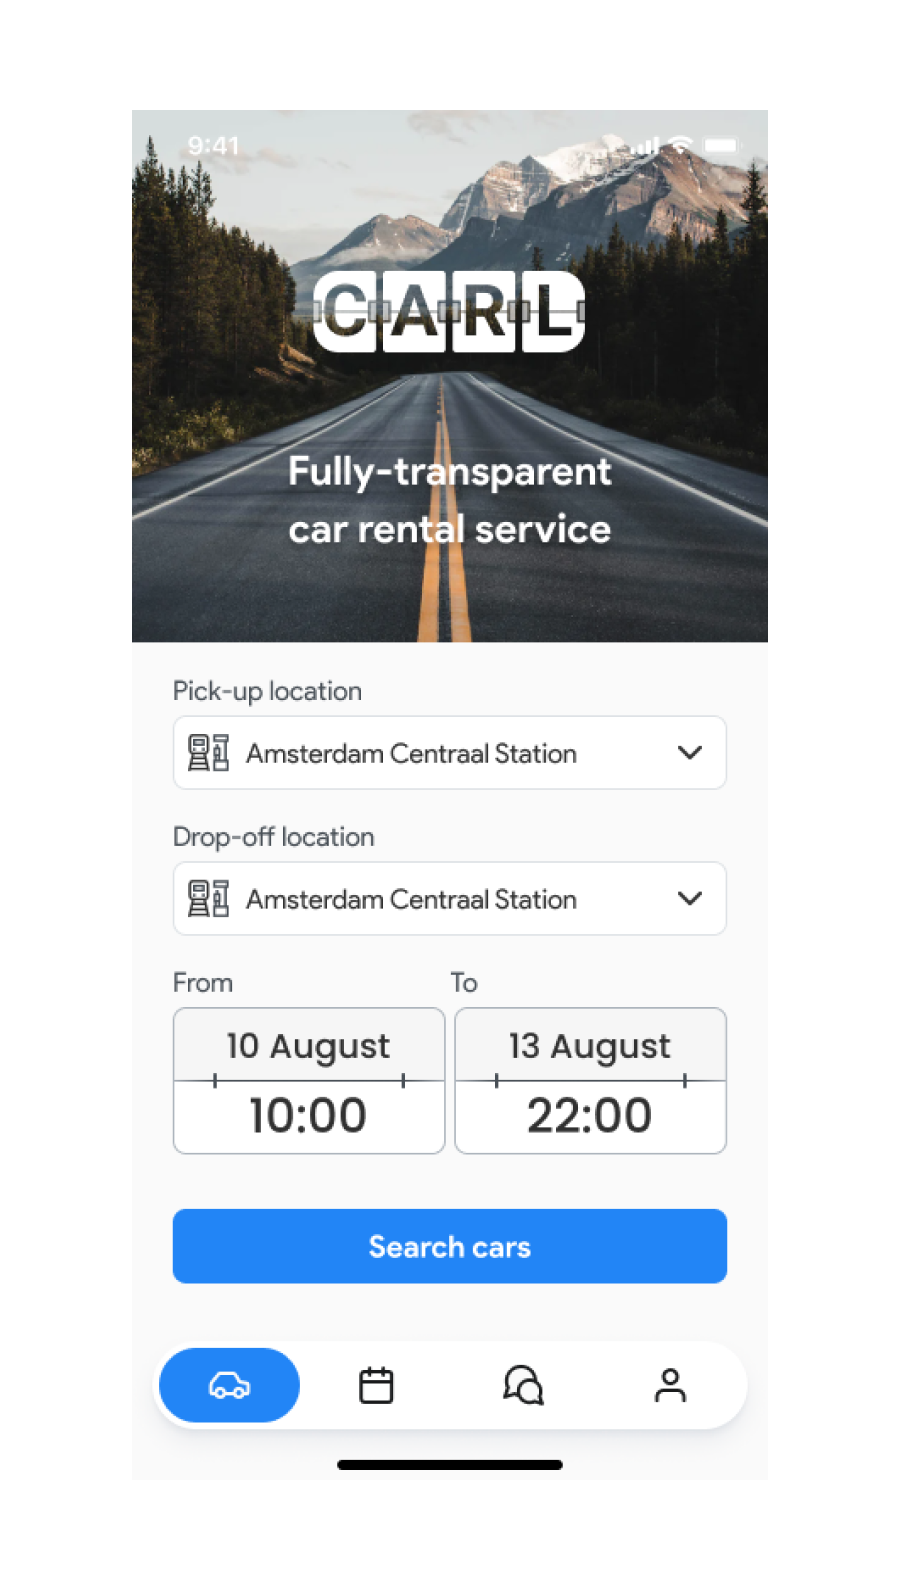 9:41
CARL
Fully-transparent
car rental service
Pick-up location
Amsterdam Centraal Station
Drop-off location
Amsterdam Centraal Station
From To
10 August 13 August
10:00 22:00
Search cars